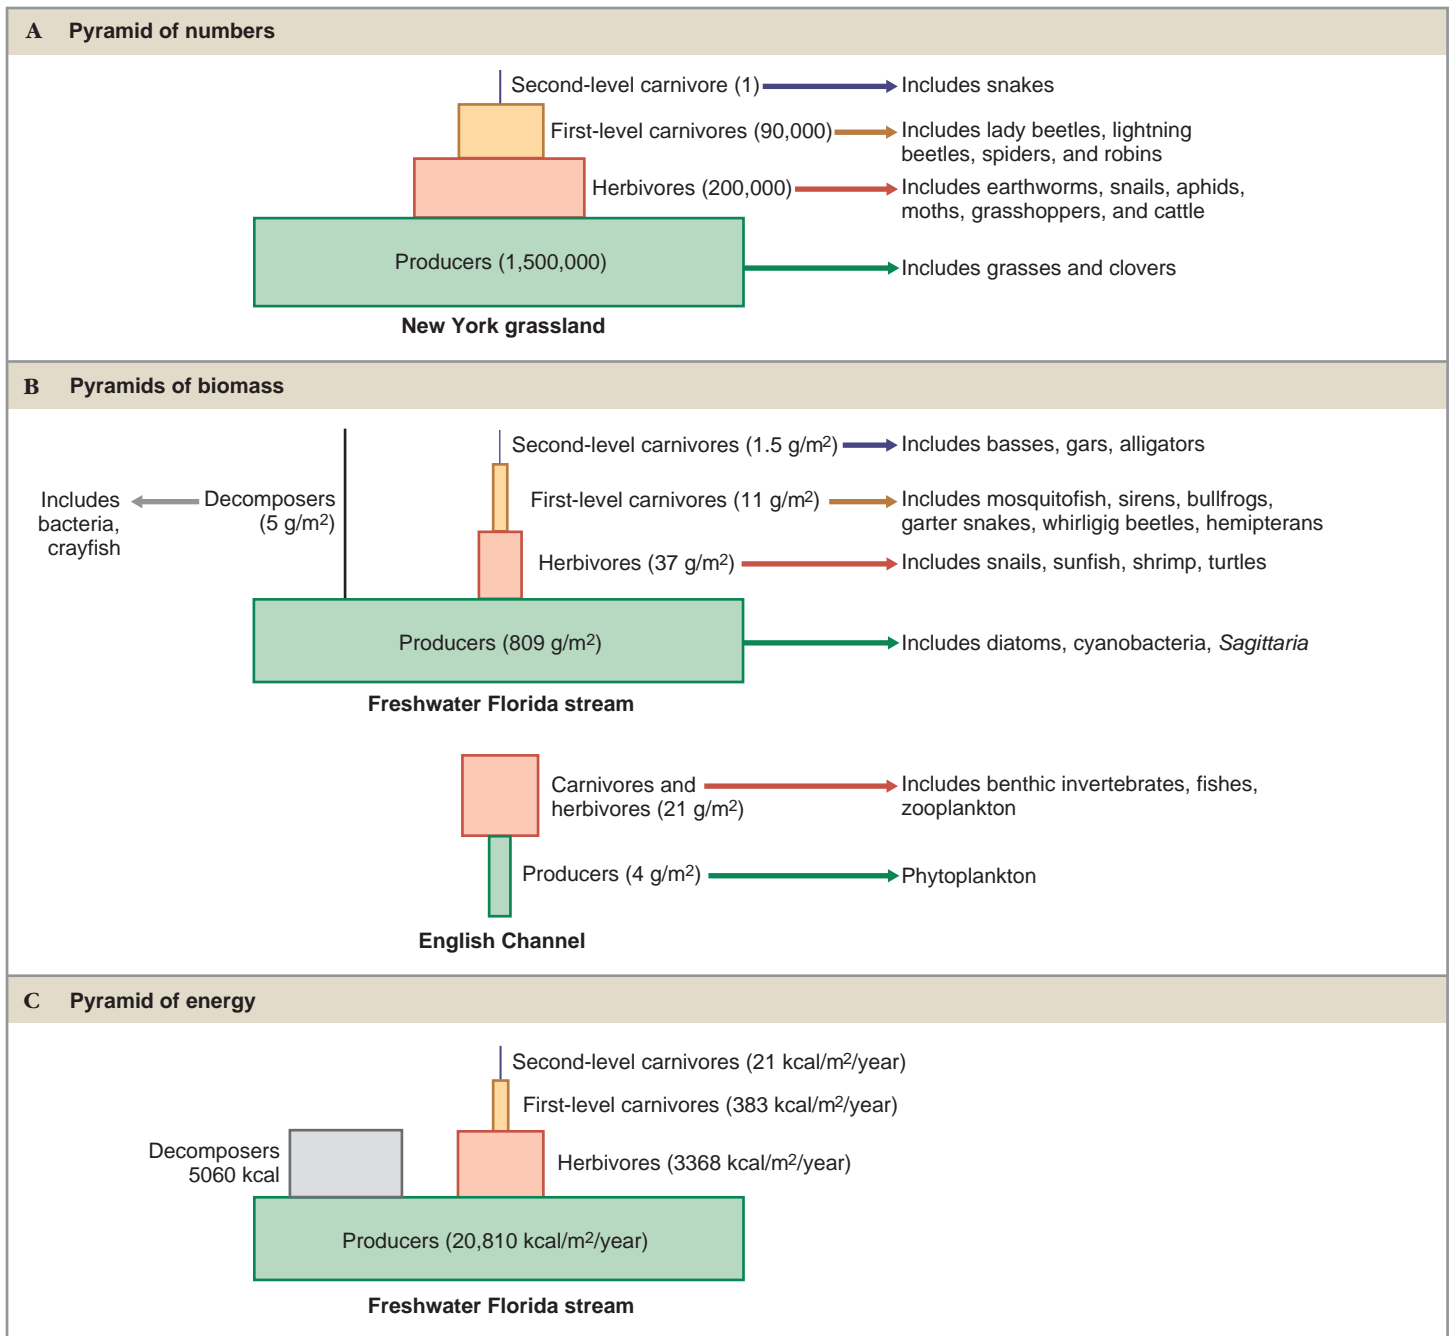 A Pyramid of numbers
Second-level carnivore (1)
Includes snakes
First-level carnivores (90,000)
Includes lady beetles, lightning
beetles, spiders, and robins
Herbivores (200,000)
Includes earthworms, snails, aphids,
moths, grasshoppers, and cattle
Producers (1,500,000)
Includes grasses and clovers
New York grassland
B Pyramids of biomass
Second-level carnivores (1.5 g/m²)
Includes basses, gars, alligators
Includes
bacteria,
crayfish
Decomposers
(5 g/m²)
First-level carnivores (11 g/m²)
Includes mosquitofish, sirens, bullfrogs,
garter snakes, whirligig beetles, hemipterans
Herbivores (37 g/m²)
Includes snails, sunfish, shrimp, turtles
Producers (809 g/m²)
Includes diatoms, cyanobacteria, Sagittaria
Freshwater Florida stream
Carnivores and
herbivores (21 g/m²)
Includes benthic invertebrates, fishes,
zooplankton
Producers (4 g/m²)
Phytoplankton
English Channel
C Pyramid of energy
Second-level carnivores (21 kcal/m²/year)
First-level carnivores (383 kcal/m²/year)
Decomposers
5060 kcal
Herbivores (3368 kcal/m²/year)
Producers (20,810 kcal/m²/year)
Freshwater Florida stream